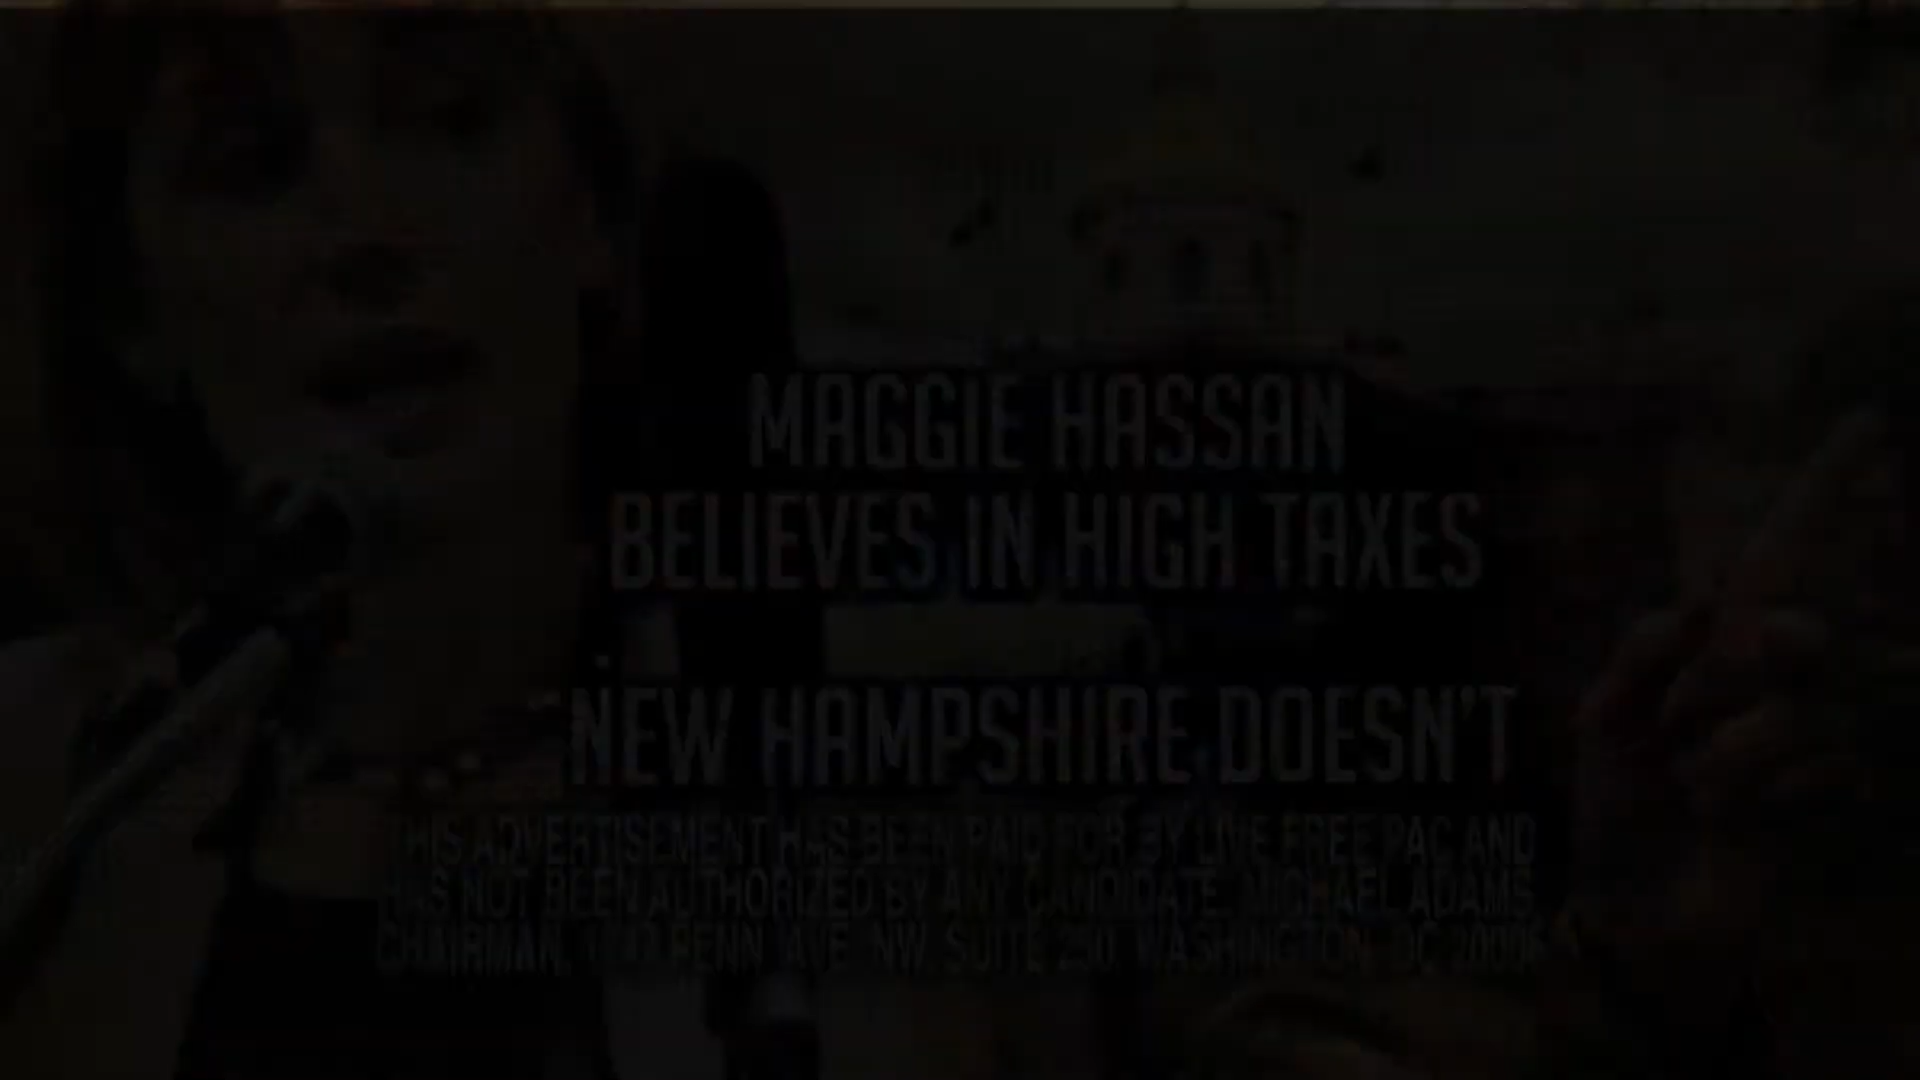 MAGGIE HASSAN
BELIEVES IN HIGH TAXES
NEW HAMPSHIRE DOESN'T
THIS ADVERTISEMENT HAS BEEN PAID FOR BY LIVE FREE PAC AND
HAS NOT BEEN AUTHORIZED BY ANY CANDIDATE. MICHAEL ADAMS,
CHAIRMAN, PENN AVE NW, SUITE WASHINGTON, DC